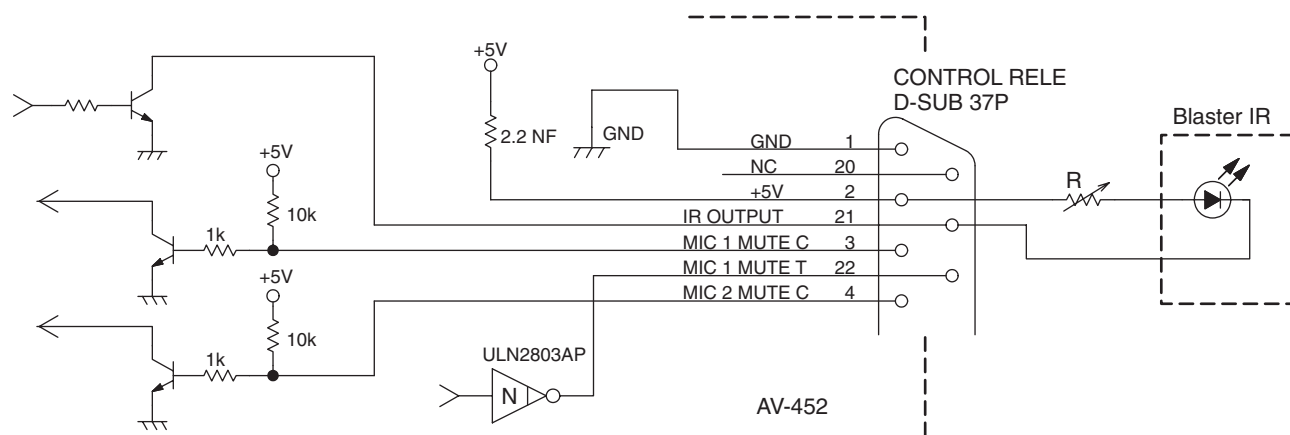 +5V
CONTROL RELE
D-SUB 37P
Blaster IR
2.2 NF
GND
GND 1
NC 20
+5V 2
R
+5V
10k
IR OUTPUT 21
1k
MIC 1 MUTE C 3
MIC 1 MUTE T 22
+5V
MIC 2 MUTE C 4
10k
1k
ULN2803AP
N
AV-452